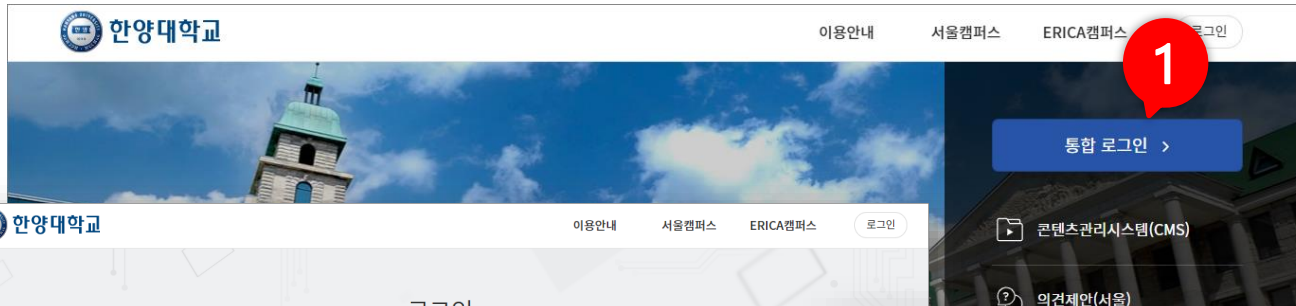 한양대학교
이용안내 서울캠퍼스 ERICA캠퍼스
1
통합 로그인 >
한양대학교
이용안내 서울캠퍼스 ERICA캠퍼스 로그인
콘텐츠관리시스템(CMS)
의견제안(서울)